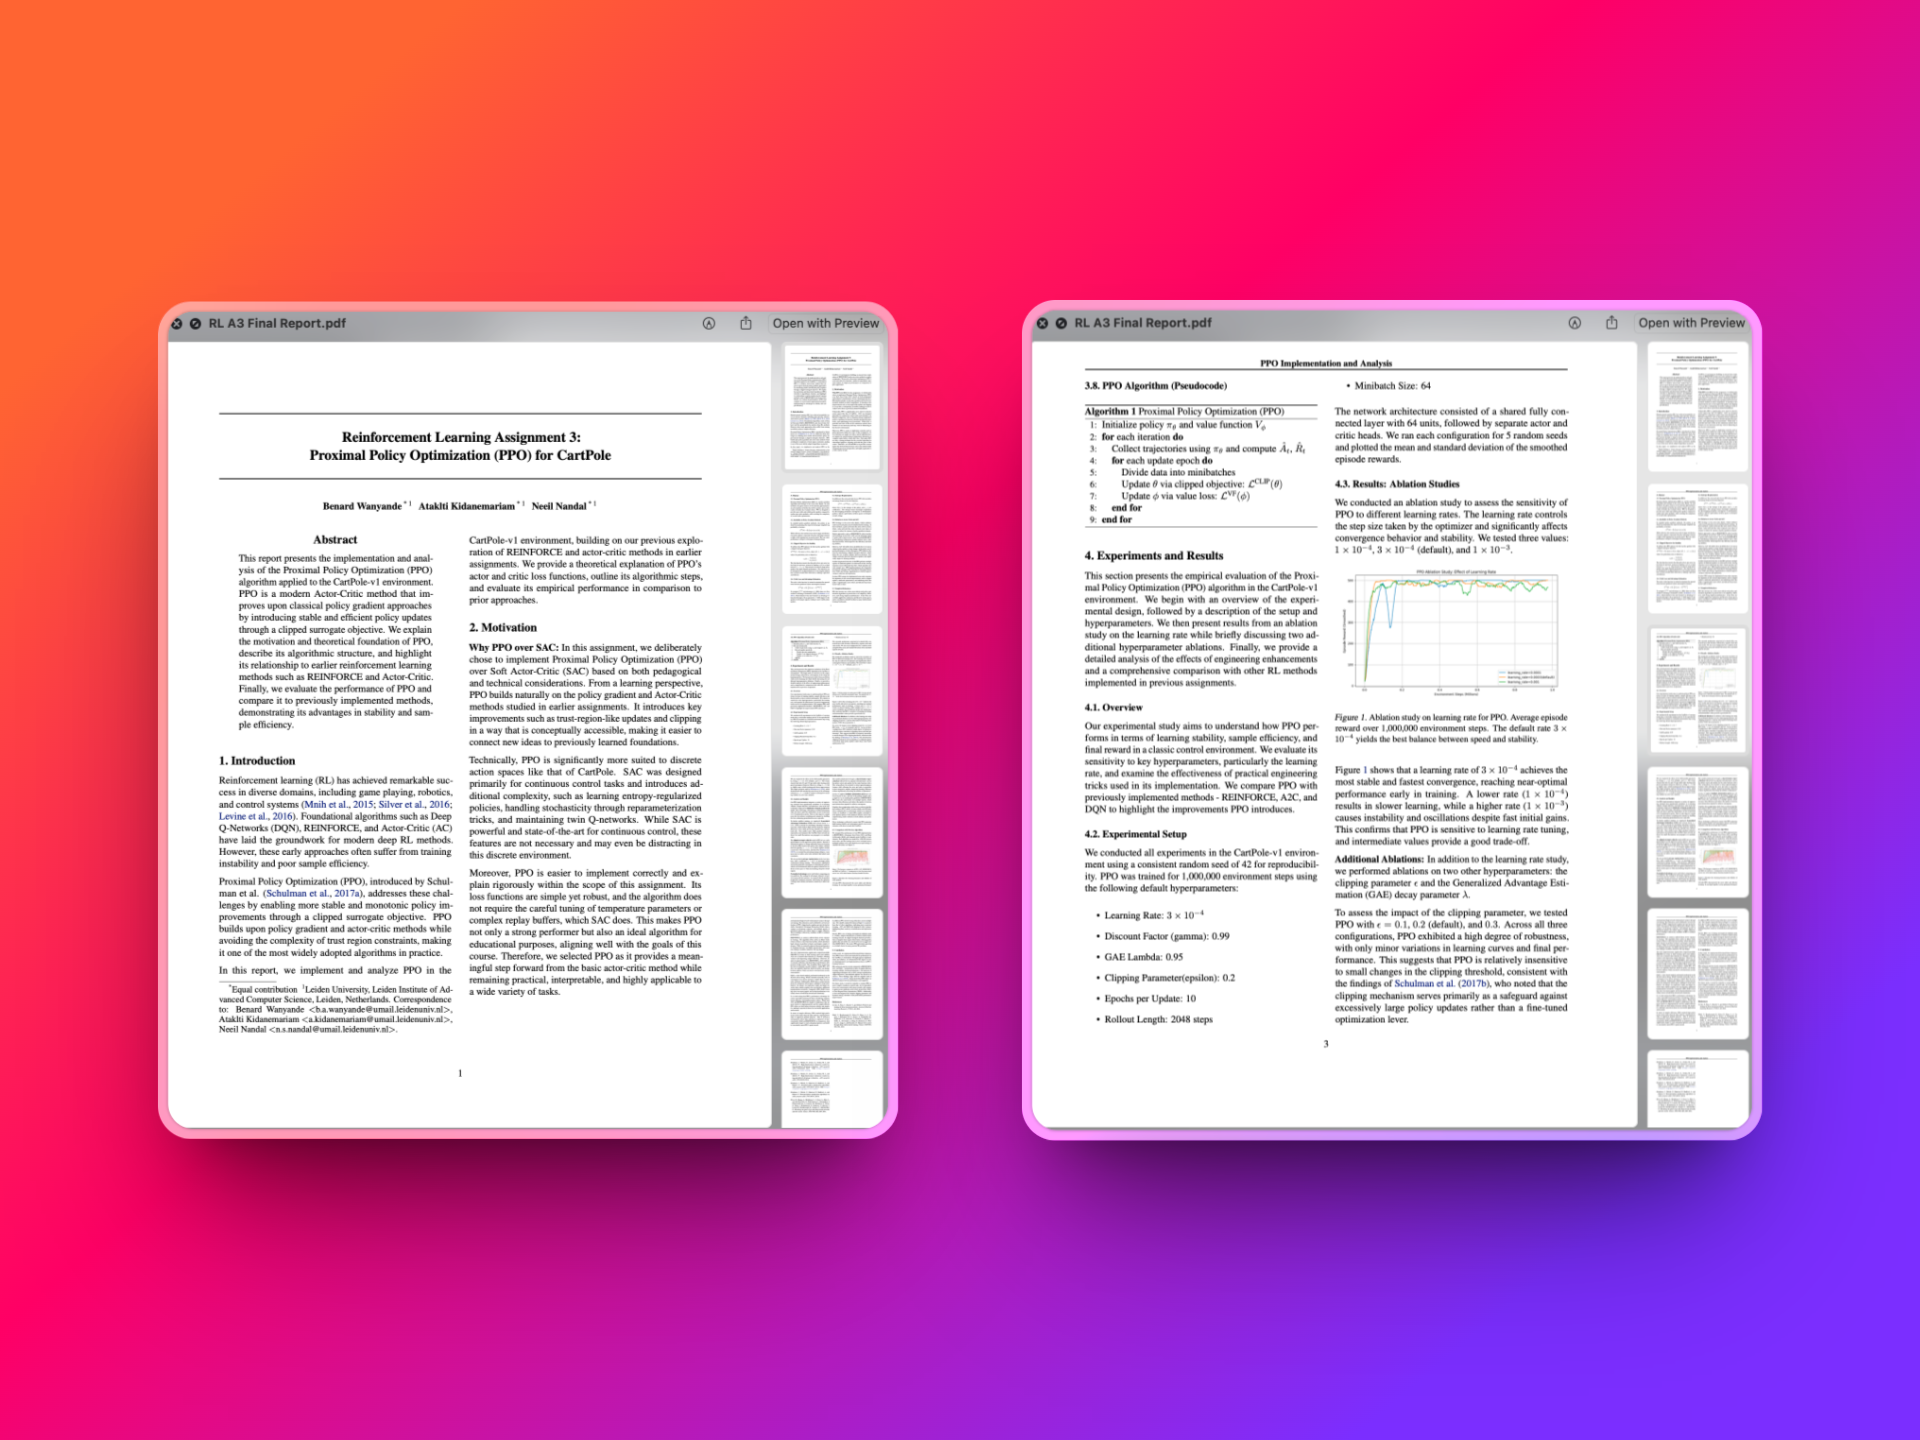 RL A3 Final Report.pdf
Open with Preview
Reinforcement Learning Assignment 3:
Proximal Policy Optimization (PPO) for CartPole
Benard Wanyande *1 Ataklti Kidanemariam *1 Neeil Nandal *1
Abstract
This report presents the implementation and anal-
ysis of the Proximal Policy Optimization (PPO)
algorithm applied to the CartPole-v1 environment.
PPO is a modern Actor-Critic method that im-
proves upon classical policy gradient approaches
by introducing stable and efficient policy updates
through a clipped surrogate objective. We explain
the motivation and theoretical foundation of PPO,
describe its algorithmic structure, and highlight
its relationship to earlier reinforcement learning
methods such as REINFORCE and Actor-Critic.
Finally, we evaluate the performance of PPO and
compare it to previously implemented methods,
demonstrating its advantages in stability and sam-
ple efficiency.
1. Introduction
Reinforcement learning (RL) has achieved remarkable suc-
cess in diverse domains, including game playing, robotics,
and control systems (Mnih et al., 2015; Silver et al., 2016;
Levine et al., 2016). Foundational algorithms such as Deep
Q-Networks (DQN), REINFORCE, and Actor-Critic (AC)
have laid the groundwork for modern deep RL methods.
However, these early approaches often suffer from training
instability and poor sample efficiency.
Proximal Policy Optimization (PPO), introduced by Schul-
man et al. (Schulman et al., 2017a), addresses these chal-
lenges by enabling more stable and monotonic policy im-
provements through a clipped surrogate objective. PPO
builds upon policy gradient and actor-critic methods while
avoiding the complexity of trust region constraints, making
it one of the most widely adopted algorithms in practice.
In this report, we implement and analyze PPO in the
*Equal contribution 1Leiden University, Leiden Institute of Ad-
vanced Computer Science, Leiden, Netherlands. Correspondence
to: Benard Wanyande <b.a.wanyande@umail.leidenuniv.nl>,
Ataklti Kidanemariam <a.kidanemariam@umail.leidenuniv.nl>,
Neeil Nandal <n.s.nandal@umail.leidenuniv.nl>.
CartPole-v1 environment, building on our previous explo-
ration of REINFORCE and actor-critic methods in earlier
assignments. We provide a theoretical explanation of PPO's
actor and critic loss functions, outline its algorithmic steps,
and evaluate its empirical performance in comparison to
prior approaches.
2. Motivation
Why PPO over SAC: In this assignment, we deliberately
chose to implement Proximal Policy Optimization (PPO)
over Soft Actor-Critic (SAC) based on both pedagogical
and technical considerations. From a learning perspective,
PPO builds naturally on the policy gradient and Actor-Critic
methods studied in earlier assignments. It introduces key
improvements such as trust-region-like updates and clipping
in a way that is conceptually accessible, making it easier to
connect new ideas to previously learned foundations.
Technically, PPO is significantly more suited to discrete
action spaces like that of CartPole. SAC was designed
primarily for continuous control tasks and introduces ad-
ditional complexity, such as learning entropy-regularized
policies, handling stochasticity through reparameterization
tricks, and maintaining twin Q-networks. While SAC is
powerful and state-of-the-art for continuous control, these
features are not necessary and may even be distracting in
this discrete environment.
Moreover, PPO is easier to implement correctly and ex-
plain rigorously within the scope of this assignment. Its
loss functions are simple yet robust, and the algorithm does
not require the careful tuning of temperature parameters or
complex replay buffers, which SAC does. This makes PPO
not only a strong performer but also an ideal algorithm for
educational purposes, aligning well with the goals of this
course. Therefore, we selected PPO as it provides a mean-
ingful step forward from the basic actor-critic method while
remaining practical, interpretable, and highly applicable to
a wide variety of tasks.
1
RL A3 Final Report.pdf
Open with Preview
PPO Implementation and Analysis
3.8. PPO Algorithm (Pseudocode)
Algorithm 1 Proximal Policy Optimization (PPO)
1: Initialize policy πθ and value function Vϕ
2: for each iteration do
3: Collect trajectories using πθ and compute Ât, R̂t
4: for each update epoch do
5: Divide data into minibatches
6: Update θ via clipped objective: ℒCLIP(θ)
7: Update ϕ via value loss: ℒVF(ϕ)
8: end for
9: end for
4. Experiments and Results
This section presents the empirical evaluation of the Proxi-
mal Policy Optimization (PPO) algorithm in the CartPole-v1
environment. We begin with an overview of the experi-
mental design, followed by a description of the setup and
hyperparameters. We then present results from an ablation
study on the learning rate while briefly discussing two ad-
ditional hyperparameter ablations. Finally, we provide a
detailed analysis of the effects of engineering enhancements
and a comprehensive comparison with other RL methods
implemented in previous assignments.
4.1. Overview
Our experimental study aims to understand how PPO per-
forms in terms of learning stability, sample efficiency, and
final reward in a classic control environment. We evaluate its
sensitivity to key hyperparameters, particularly the learning
rate, and examine the effectiveness of practical engineering
tricks used in its implementation. We compare PPO with
previously implemented methods - REINFORCE, A2C, and
DQN to highlight the improvements PPO introduces.
4.2. Experimental Setup
We conducted all experiments in the CartPole-v1 environ-
ment using a consistent random seed of 42 for reproducibil-
ity. PPO was trained for 1,000,000 environment steps using
the following default hyperparameters:
• Learning Rate: 3 × 10−4
• Discount Factor (gamma): 0.99
• GAE Lambda: 0.95
• Clipping Parameter(epsilon): 0.2
• Epochs per Update: 10
• Rollout Length: 2048 steps
• Minibatch Size: 64
The network architecture consisted of a shared fully con-
nected layer with 64 units, followed by separate actor and
critic heads. We ran each configuration for 5 random seeds
and plotted the mean and standard deviation of the smoothed
episode rewards.
4.3. Results: Ablation Studies
We conducted an ablation study to assess the sensitivity of
PPO to different learning rates. The learning rate controls
the step size taken by the optimizer and significantly affects
convergence behavior and stability. We tested three values:
1 × 10−4, 3 × 10−4 (default), and 1 × 10−3.
PPO Ablation Study: Effect of Learning Rate
Figure 1. Ablation study on learning rate for PPO. Average episode
reward over 1,000,000 environment steps. The default rate 3 ×
10−4 yields the best balance between speed and stability.
Figure 1 shows that a learning rate of 3 × 10−4 achieves the
most stable and fastest convergence, reaching near-optimal
performance early in training. A lower rate (1 × 10−4)
results in slower learning, while a higher rate (1 × 10−3)
causes instability and oscillations despite fast initial gains.
This confirms that PPO is sensitive to learning rate tuning,
and intermediate values provide a good trade-off.
Additional Ablations: In addition to the learning rate study,
we performed ablations on two other hyperparameters: the
clipping parameter ϵ and the Generalized Advantage Esti-
mation (GAE) decay parameter λ.
To assess the impact of the clipping parameter, we tested
PPO with ϵ = 0.1, 0.2 (default), and 0.3. Across all three
configurations, PPO exhibited a high degree of robustness,
with only minor variations in learning curves and final per-
formance. This suggests that PPO is relatively insensitive
to small changes in the clipping threshold, consistent with
the findings of Schulman et al. (2017b), who noted that the
clipping mechanism serves primarily as a safeguard against
excessively large policy updates rather than a fine-tuned
optimization lever.
3